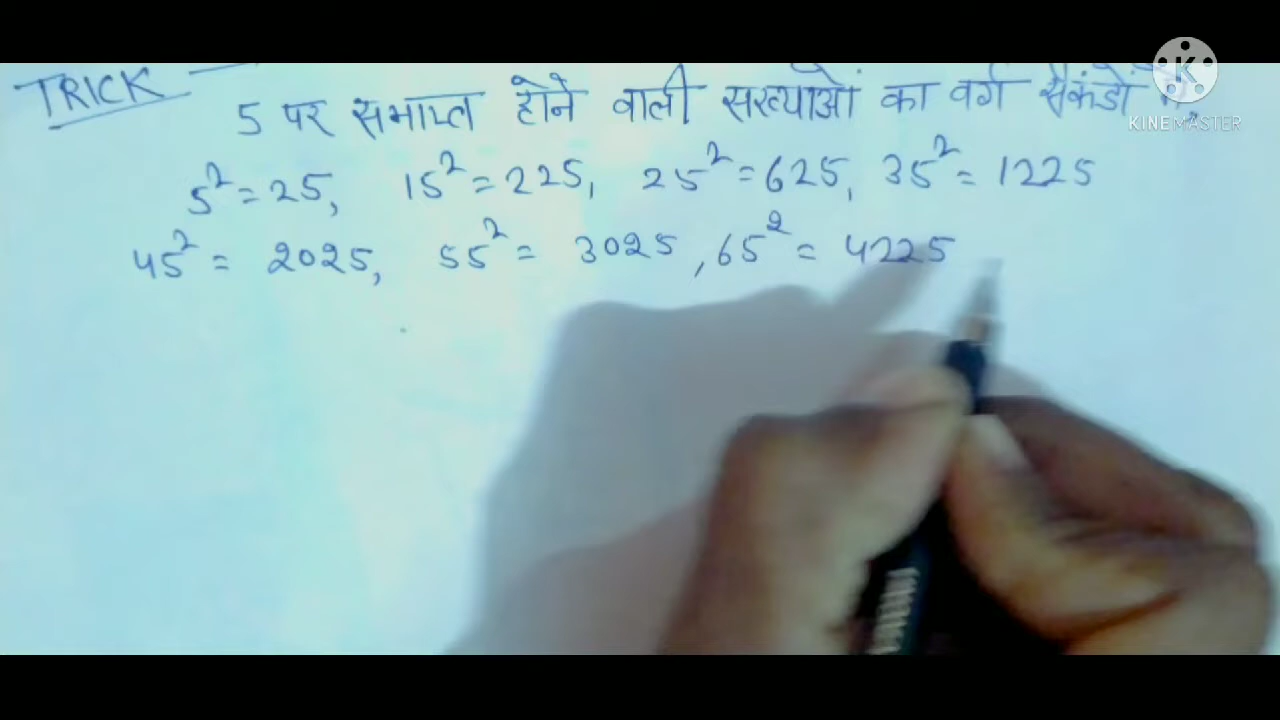 TRICK
5 पर समाप्त होने वाली सख्याओं का वर्ग सैकंडों में,
5²=25, 15²=225, 25²=625, 35²= 1225
45²= 2025, 55²= 3025, 65²= 4225
K
KINEMASTER